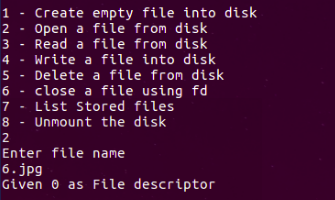 1 - Create empty file into disk
2 - Open a file from disk
3 - Read a file from disk
4 - Write a file into disk
5 - Delete a file from disk
6 - close a file using fd
7 - List Stored files
8 - Unmount the disk
2
Enter file name
6.jpg
Given 0 as File descriptor